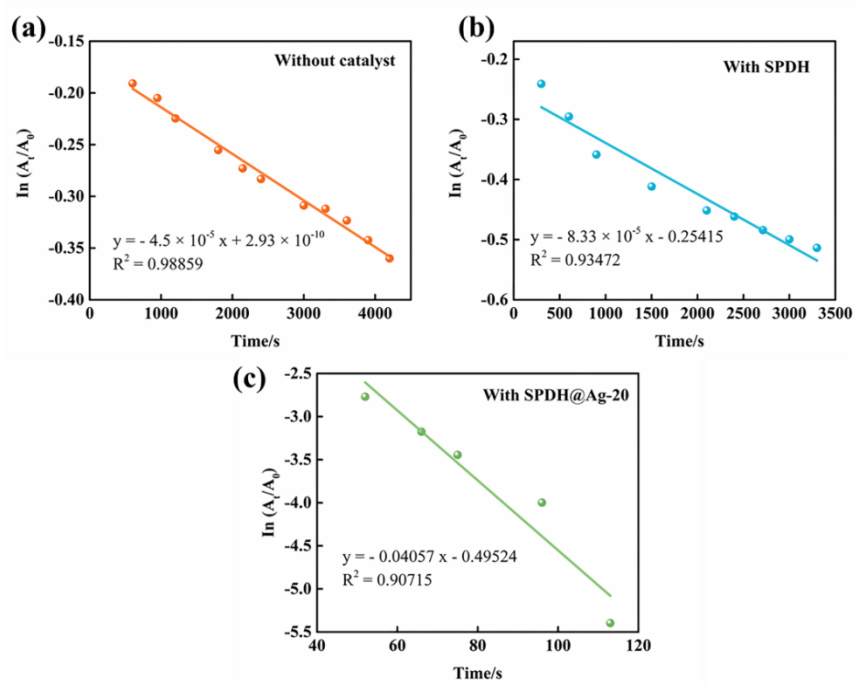 (a)
Without catalyst
-0.15
-0.20
-0.25
-0.30
-0.35
-0.40
In (Aₜ/A₀)
y = - 4.5 × 10⁻⁵ x + 2.93 × 10⁻¹⁰
R² = 0.98859
0 1000 2000 3000 4000
Time/s
(b)
With SPDH
-0.2
-0.3
-0.4
-0.5
-0.6
In (Aₜ/A₀)
y = - 8.33 × 10⁻⁵ x - 0.25415
R² = 0.93472
0 500 1000 1500 2000 2500 3000 3500
Time/s
(c)
With SPDH@Ag-20
-2.5
-3.0
-3.5
-4.0
-4.5
-5.0
-5.5
In (Aₜ/A₀)
y = - 0.04057 x - 0.49524
R² = 0.90715
40 60 80 100 120
Time/s